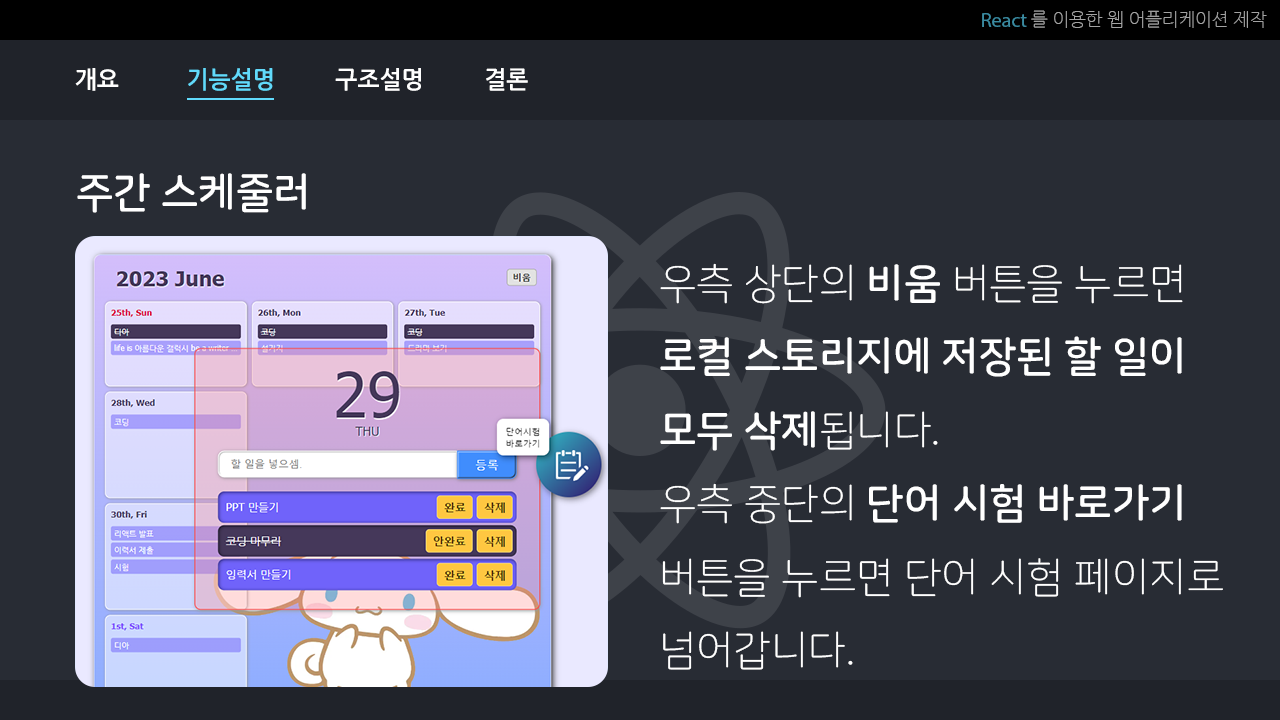 React 를 이용한 웹 어플리케이션 제작
개요 기능설명 구조설명 결론
주간 스케줄러
2023 June 비움
25th, Sun
디아
life is 아름다운 갤럭시 be a writer ...
26th, Mon
코딩
설거지
27th, Tue
코딩
드라마 보기
28th, Wed
코딩
29
THU
단어시험
바로가기
할 일을 넣으셈. 등록
PPT 만들기 완료 삭제
코딩 마무리 안완료 삭제
잉력서 만들기 완료 삭제
30th, Fri
리액트 발표
이력서 제출
시험
1st, Sat
디아
우측 상단의 비움 버튼을 누르면
로컬 스토리지에 저장된 할 일이
모두 삭제됩니다.
우측 중단의 단어 시험 바로가기
버튼을 누르면 단어 시험 페이지로
넘어갑니다.